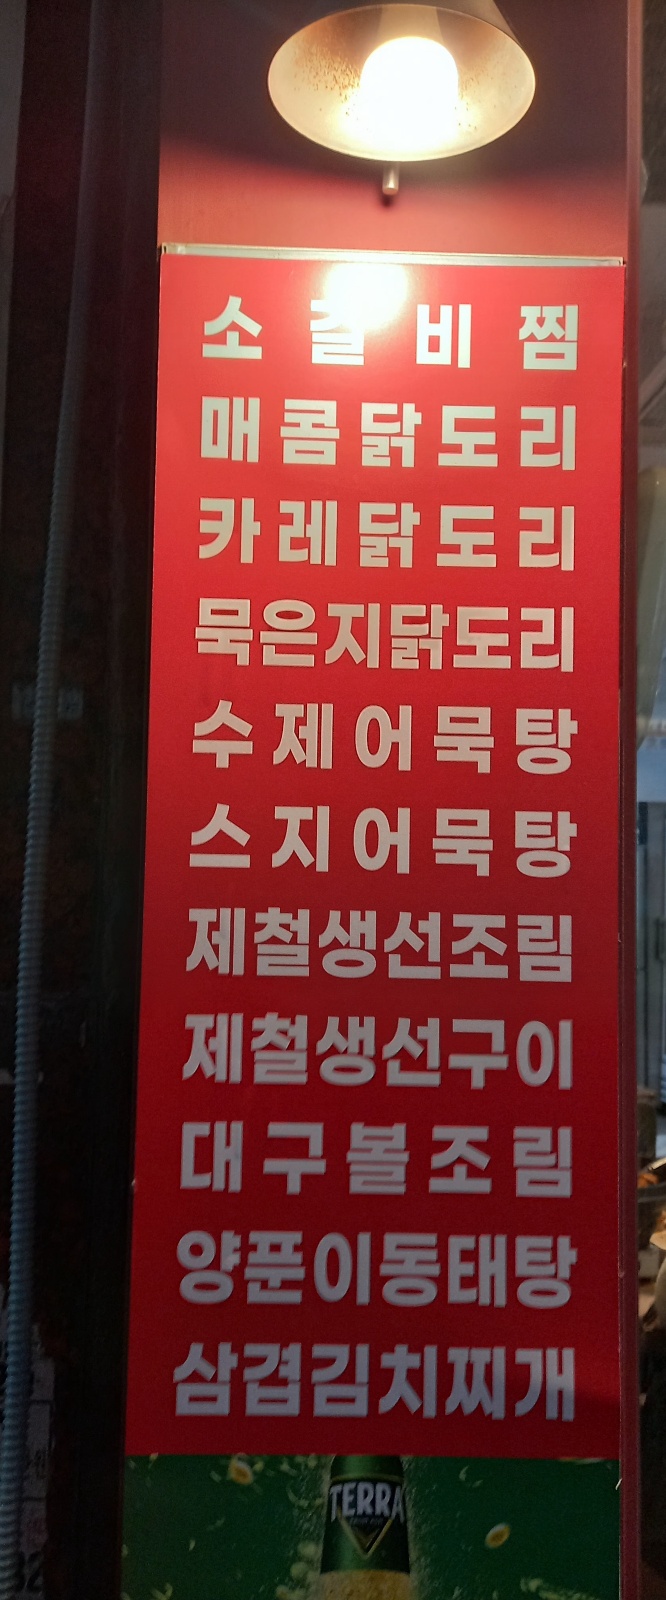 소갈비찜
매콤닭도리
카레닭도리
묵은지닭도리
수제어묵탕
스지어묵탕
제철생선조림
제철생선구이
대구볼조림
양푼이동태탕
삼겹김치찌개
TERRA